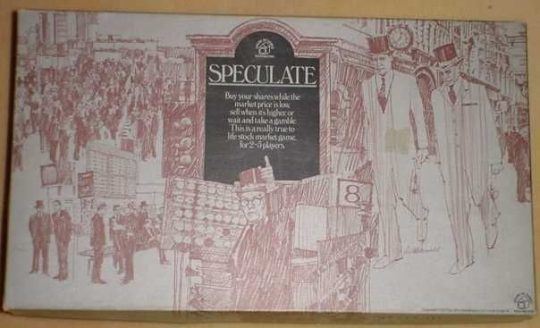 SPECULATE
Buy your shares while the
market price is low,
sell when its higher or
wait and take a gamble.
This is a really true to
life stock market game
for 2-5 players
8